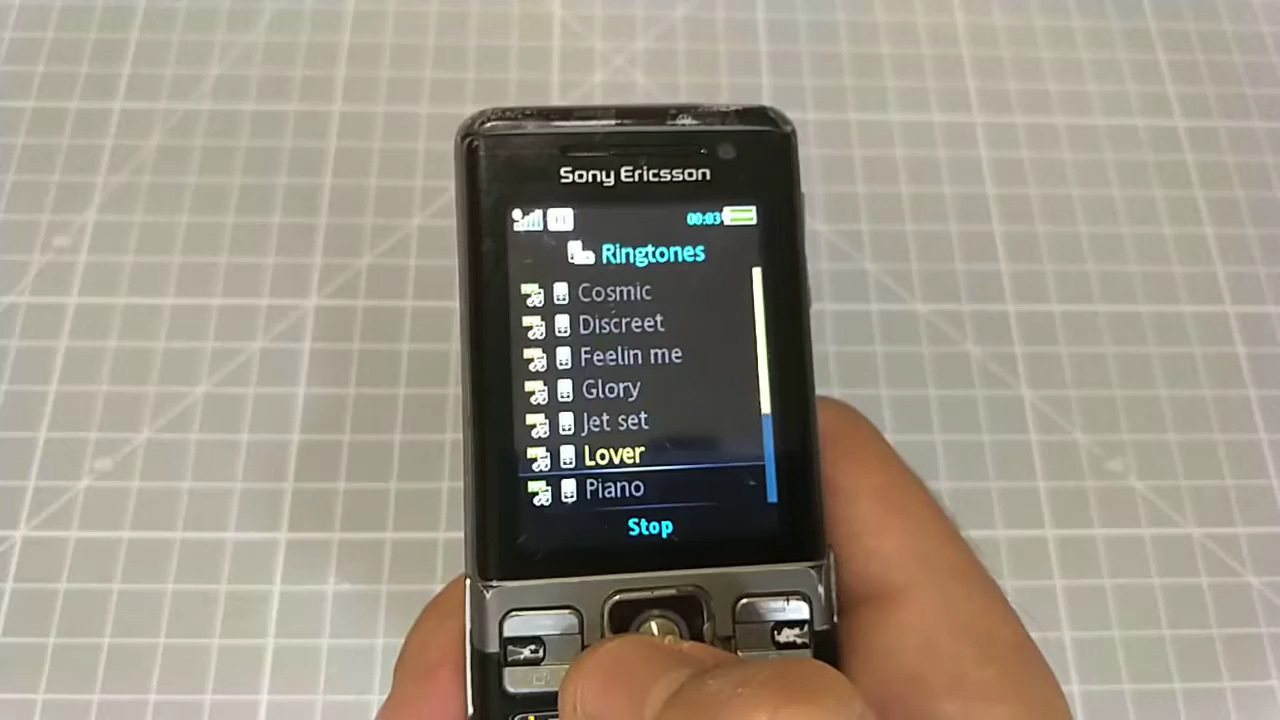 Sony Ericsson
00:03
Ringtones
Cosmic
Discreet
Feelin me
Glory
Jet set
Lover
Piano
Stop